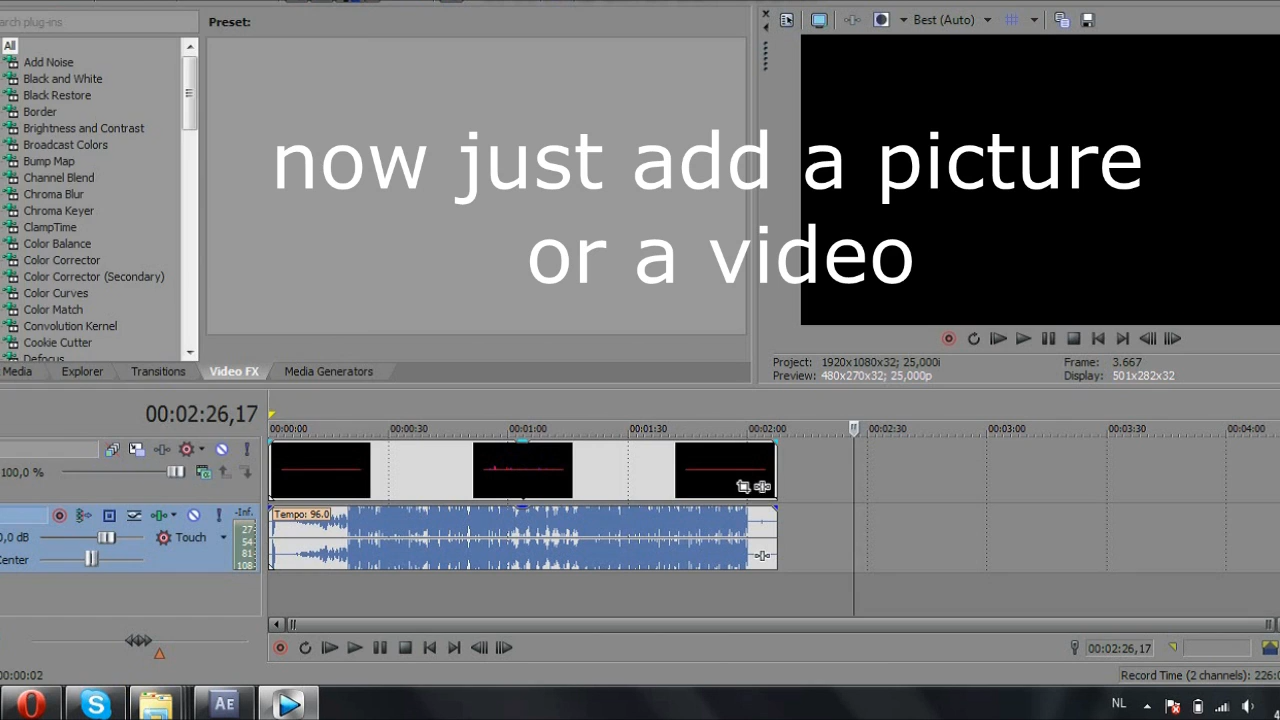 arch plug-ins
Preset:
Best (Auto)
All
Add Noise
Black and White
Black Restore
Border
Brightness and Contrast
Broadcast Colors
Bump Map
Channel Blend
Chroma Blur
Chroma Keyer
ClampTime
Color Balance
Color Corrector
Color Corrector (Secondary)
Color Curves
Color Match
Convolution Kernel
Cookie Cutter
Defocus
now just add a picture
or a video
Media Explorer Transitions Video FX Media Generators
Project: 1920x1080x32; 25,000i Frame: 3.667
Preview: 480x270x32; 25,000p Display: 501x282x32
00:02:26,17
00:00:00 00:00:30 00:01:00 00:01:30 00:02:00 00:02:30 00:03:00 00:03:30 00:04:00
100,0 %
Tempo: 96.0
-Inf.
27
54
81
108
0,0 dB Touch
Center
00:02:26,17
00:00:02
Record Time (2 channels): 226:0
Ae
NL